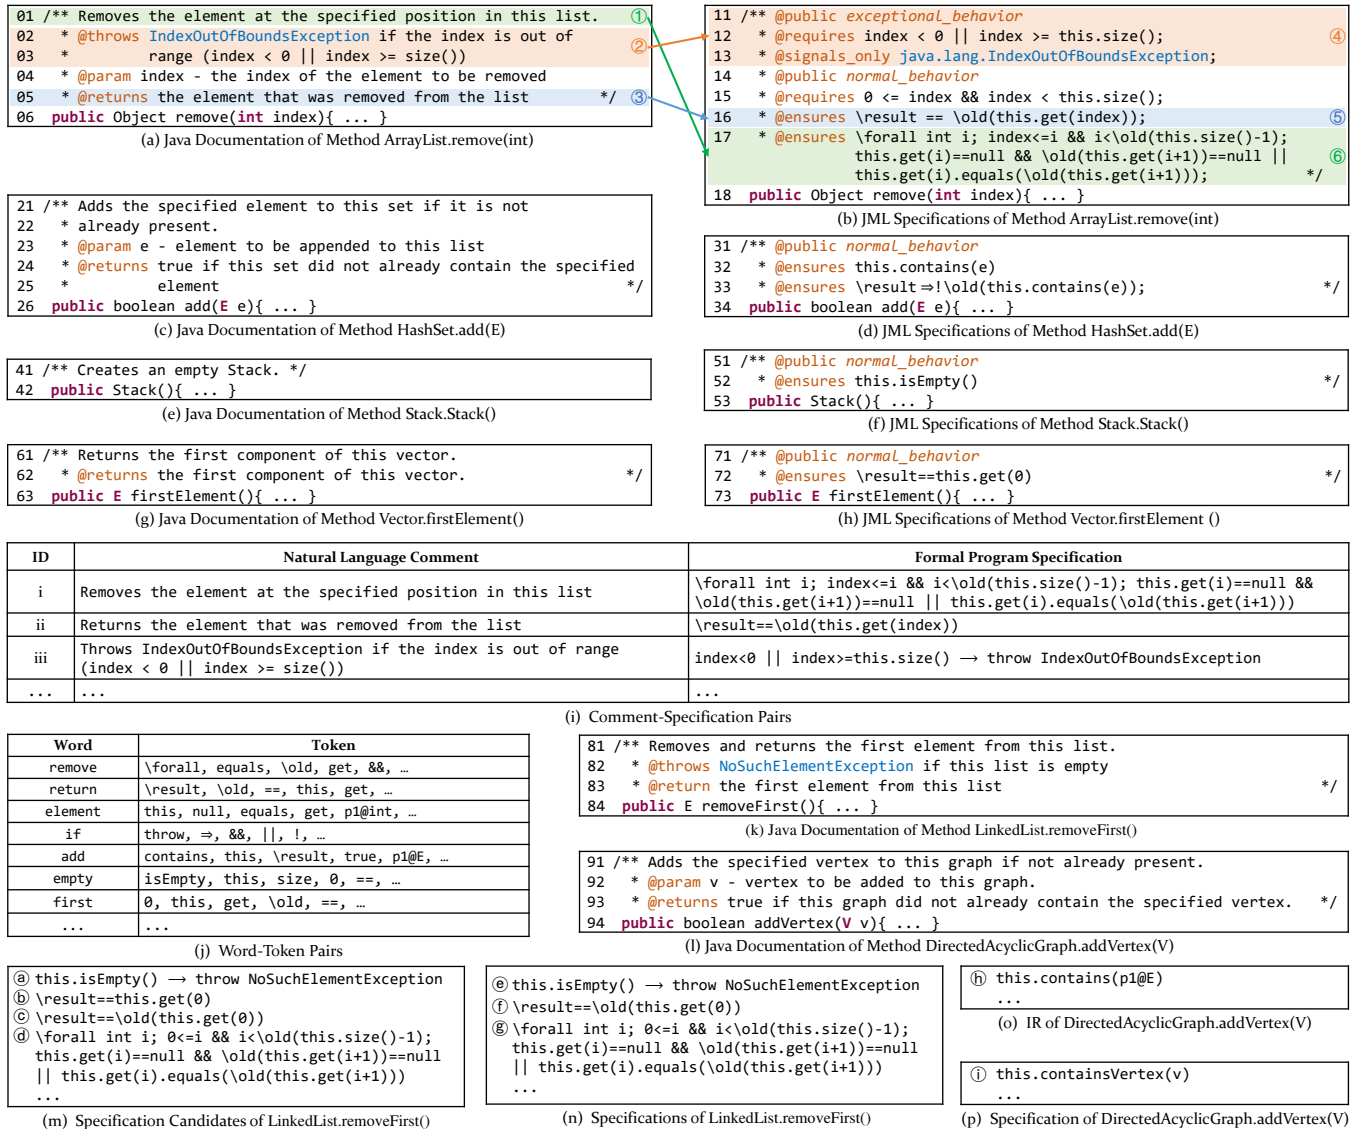 01 /** Removes the element at the specified position in this list. ①
02 * @throws IndexOutOfBoundsException if the index is out of ②
03 * range (index < 0 || index >= size())
04 * @param index - the index of the element to be removed
05 * @returns the element that was removed from the list */ ③
06 public Object remove(int index){ ... }
(a) Java Documentation of Method ArrayList.remove(int)
11 /** @public exceptional_behavior
12 * @requires index < 0 || index >= this.size(); ④
13 * @signals_only java.lang.IndexOutOfBoundsException;
14 * @public normal_behavior
15 * @requires 0 <= index && index < this.size();
16 * @ensures \result == \old(this.get(index)); ⑤
17 * @ensures \forall int i; index<=i && i<\old(this.size()-1);
this.get(i)==null && \old(this.get(i+1))==null || ⑥
this.get(i).equals(\old(this.get(i+1))); */
18 public Object remove(int index){ ... }
(b) JML Specifications of Method ArrayList.remove(int)
21 /** Adds the specified element to this set if it is not
22 * already present.
23 * @param e - element to be appended to this list
24 * @returns true if this set did not already contain the specified
25 * element */
26 public boolean add(E e){ ... }
(c) Java Documentation of Method HashSet.add(E)
31 /** @public normal_behavior
32 * @ensures this.contains(e)
33 * @ensures \result⇒!\old(this.contains(e)); */
34 public boolean add(E e){ ... }
(d) JML Specifications of Method HashSet.add(E)
41 /** Creates an empty Stack. */
42 public Stack(){ ... }
(e) Java Documentation of Method Stack.Stack()
51 /** @public normal_behavior
52 * @ensures this.isEmpty() */
53 public Stack(){ ... }
(f) JML Specifications of Method Stack.Stack()
61 /** Returns the first component of this vector.
62 * @returns the first component of this vector. */
63 public E firstElement(){ ... }
(g) Java Documentation of Method Vector.firstElement()
71 /** @public normal_behavior
72 * @ensures \result==this.get(0) */
73 public E firstElement(){ ... }
(h) JML Specifications of Method Vector.firstElement ()
ID Natural Language Comment Formal Program Specification
i Removes the element at the specified position in this list \forall int i; index<=i && i<\old(this.size()-1); this.get(i)==null &&
\old(this.get(i+1))==null || this.get(i).equals(\old(this.get(i+1)))
ii Returns the element that was removed from the list \result==\old(this.get(index))
iii Throws IndexOutOfBoundsException if the index is out of range
(index < 0 || index >= size()) index<0 || index>=this.size() → throw IndexOutOfBoundsException
... ... ...
(i) Comment-Specification Pairs
Word Token
remove \forall, equals, \old, get, &&, …
return \result, \old, ==, this, get, …
element this, null, equals, get, p1@int, …
if throw, ⇒, &&, ||, !, …
add contains, this, \result, true, p1@E, …
empty isEmpty, this, size, 0, ==, …
first 0, this, get, \old, ==, …
... ...
(j) Word-Token Pairs
81 /** Removes and returns the first element from this list.
82 * @throws NoSuchElementException if this list is empty
83 * @return the first element from this list */
84 public E removeFirst(){ ... }
(k) Java Documentation of Method LinkedList.removeFirst()
91 /** Adds the specified vertex to this graph if not already present.
92 * @param v - vertex to be added to this graph.
93 * @returns true if this graph did not already contain the specified vertex. */
94 public boolean addVertex(V v){ ... }
(l) Java Documentation of Method DirectedAcyclicGraph.addVertex(V)
ⓐ this.isEmpty() → throw NoSuchElementException
ⓑ \result==this.get(0)
ⓒ \result==\old(this.get(0))
ⓓ \forall int i; 0<=i && i<\old(this.size()-1);
this.get(i)==null && \old(this.get(i+1))==null
|| this.get(i).equals(\old(this.get(i+1)))
...
(m) Specification Candidates of LinkedList.removeFirst()
ⓔ this.isEmpty() → throw NoSuchElementException
ⓕ \result==\old(this.get(0))
ⓖ \forall int i; 0<=i && i<\old(this.size()-1);
this.get(i)==null && \old(this.get(i+1))==null
|| this.get(i).equals(\old(this.get(i+1)))
...
(n) Specifications of LinkedList.removeFirst()
ⓗ this.contains(p1@E)
...
(o) IR of DirectedAcyclicGraph.addVertex(V)
ⓘ this.containsVertex(v)
...
(p) Specification of DirectedAcyclicGraph.addVertex(V)